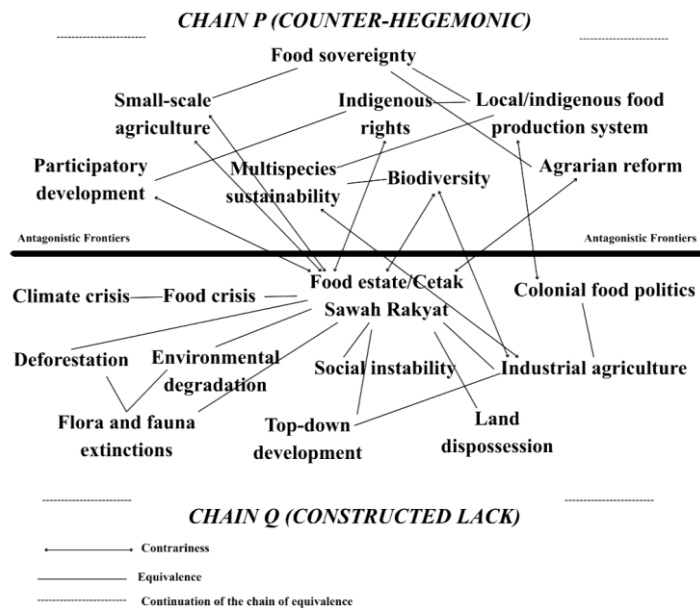 CHAIN P (COUNTER-HEGEMONIC)
Food sovereignty
Small-scale
agriculture
Indigenous
rights
Local/indigenous food
production system
Participatory
development
Multispecies
sustainability
Biodiversity
Agrarian reform
Antagonistic Frontiers
Antagonistic Frontiers
Climate crisis
Food crisis
Food estate/Cetak
Sawah Rakyat
Colonial food politics
Deforestation
Environmental
degradation
Social instability
Industrial agriculture
Flora and fauna
extinctions
Top-down
development
Land
dispossession
CHAIN Q (CONSTRUCTED LACK)
Contrariness
Equivalence
Continuation of the chain of equivalence